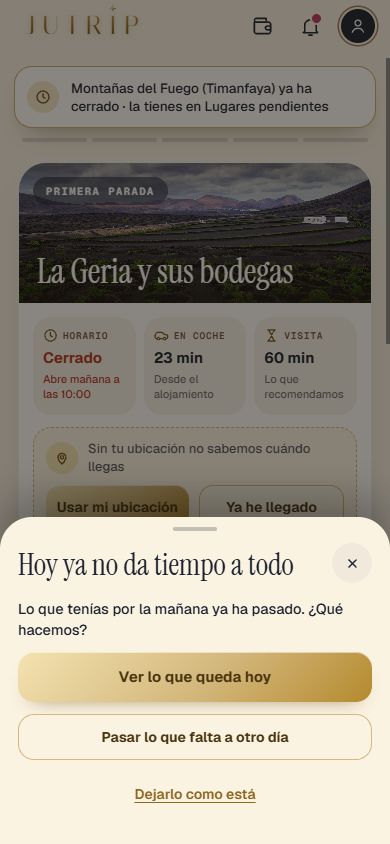 JUTRIP
Montañas del Fuego (Timanfaya) ya ha
cerrado · la tienes en Lugares pendientes
PRIMERA PARADA
La Geria y sus bodegas
HORARIO
Cerrado
Abre mañana a
las 10:00
EN COCHE
23 min
Desde el
alojamiento
VISITA
60 min
Lo que
recomendamos
Sin tu ubicación no sabemos cuándo
llegas
Usar mi ubicación
Ya he llegado
Hoy ya no da tiempo a todo
Lo que tenías por la mañana ya ha pasado. ¿Qué
hacemos?
Ver lo que queda hoy
Pasar lo que falta a otro día
Dejarlo como está